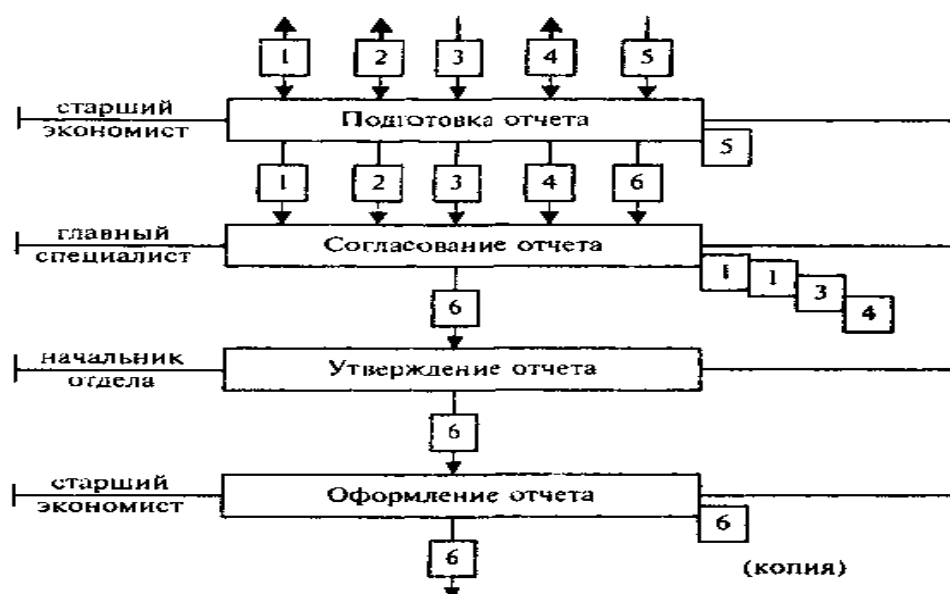 1 2 3 4 5
старший
экономист
Подготовка отчета
5
1 2 3 4 6
главный
специалист
Согласование отчета
1 1 3 4
6
начальник
отдела
Утверждение отчета
6
старший
экономист
Оформление отчета
6
6
(копия)